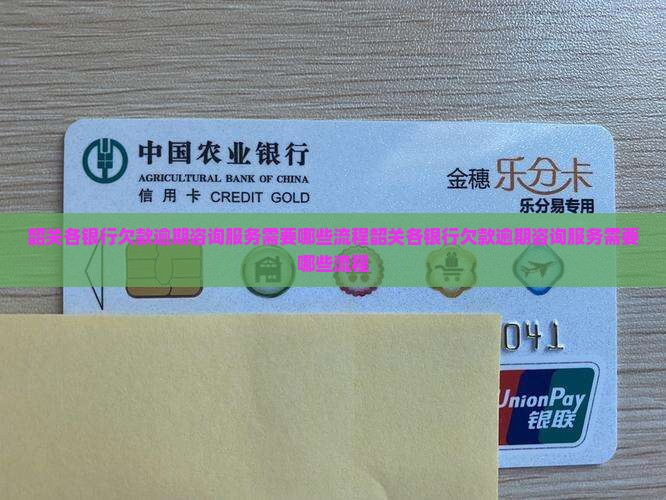 中国农业银行
AGRICULTURAL BANK OF CHINA
信用卡 CREDIT GOLD
金穗 乐分卡
乐分易专用
韶关各银行欠款逾期咨询服务需要哪些流程韶关各银行欠款逾期咨询服务需要
哪些流程
041
UnionPay
银联